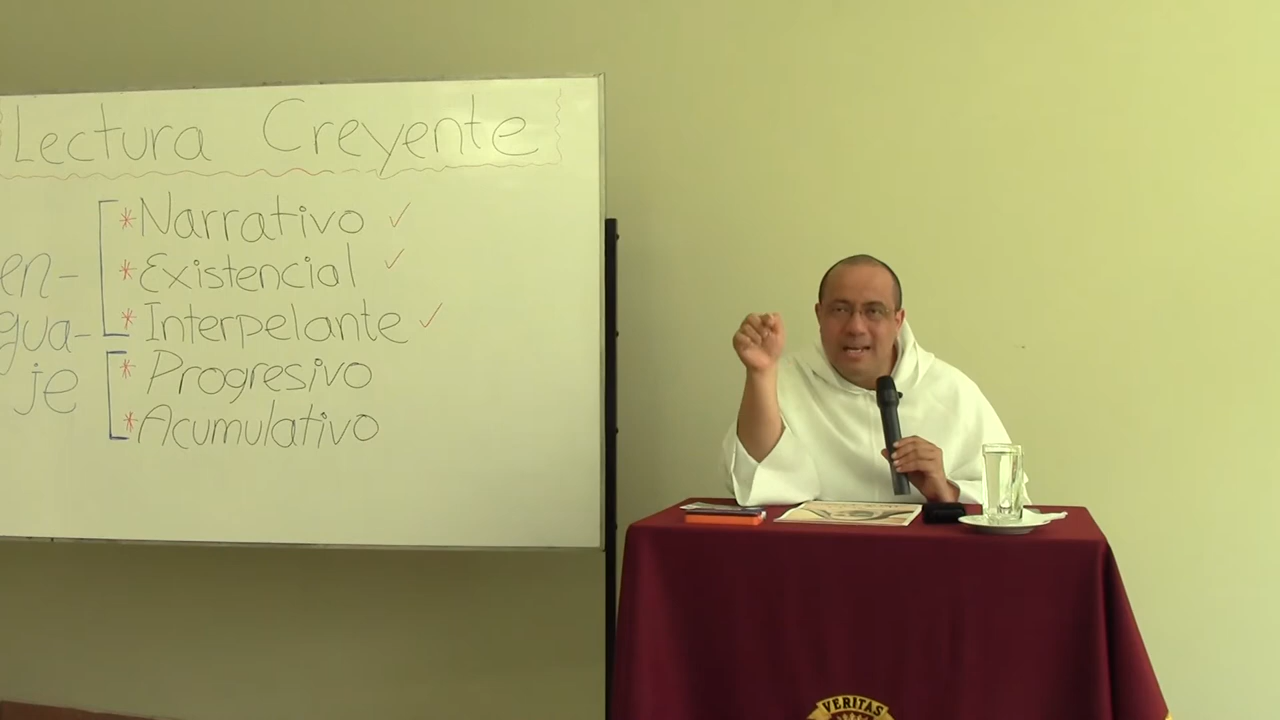 Lectura Creyente
*Narrativo ✓
*Existencial ✓
*Interpelante ✓
*Progresivo
*Acumulativo
en-
gua-
je
VERITAS